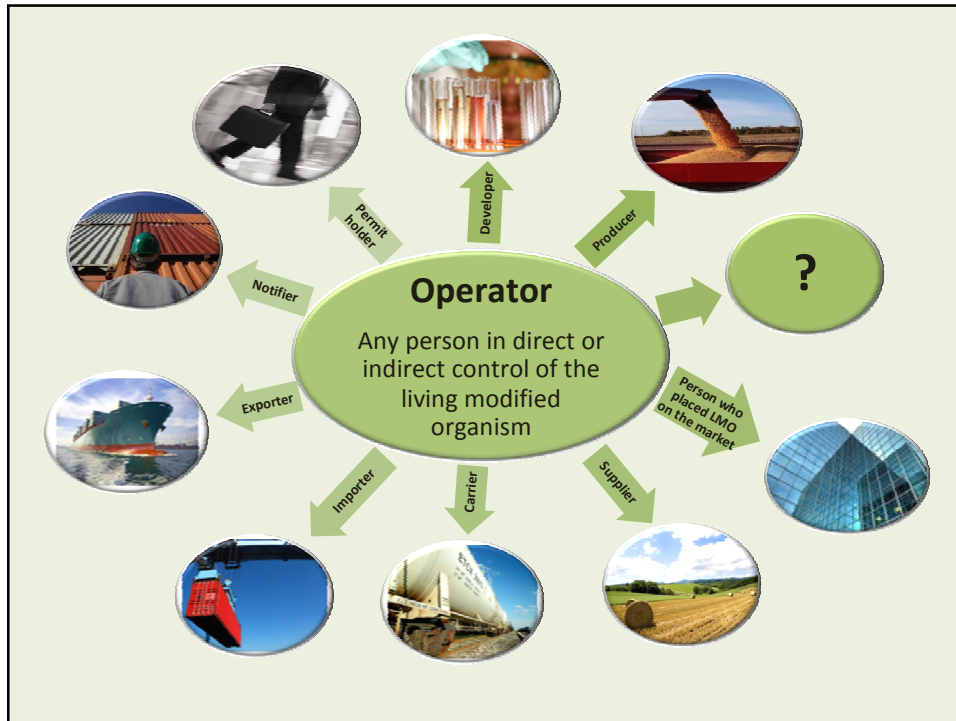 Operator
Any person in direct or
indirect control of the
living modified
organism
Developer
Producer
?
Person who
placed LMO
on the market
Supplier
Carrier
Importer
Exporter
Notifier
Permit
holder